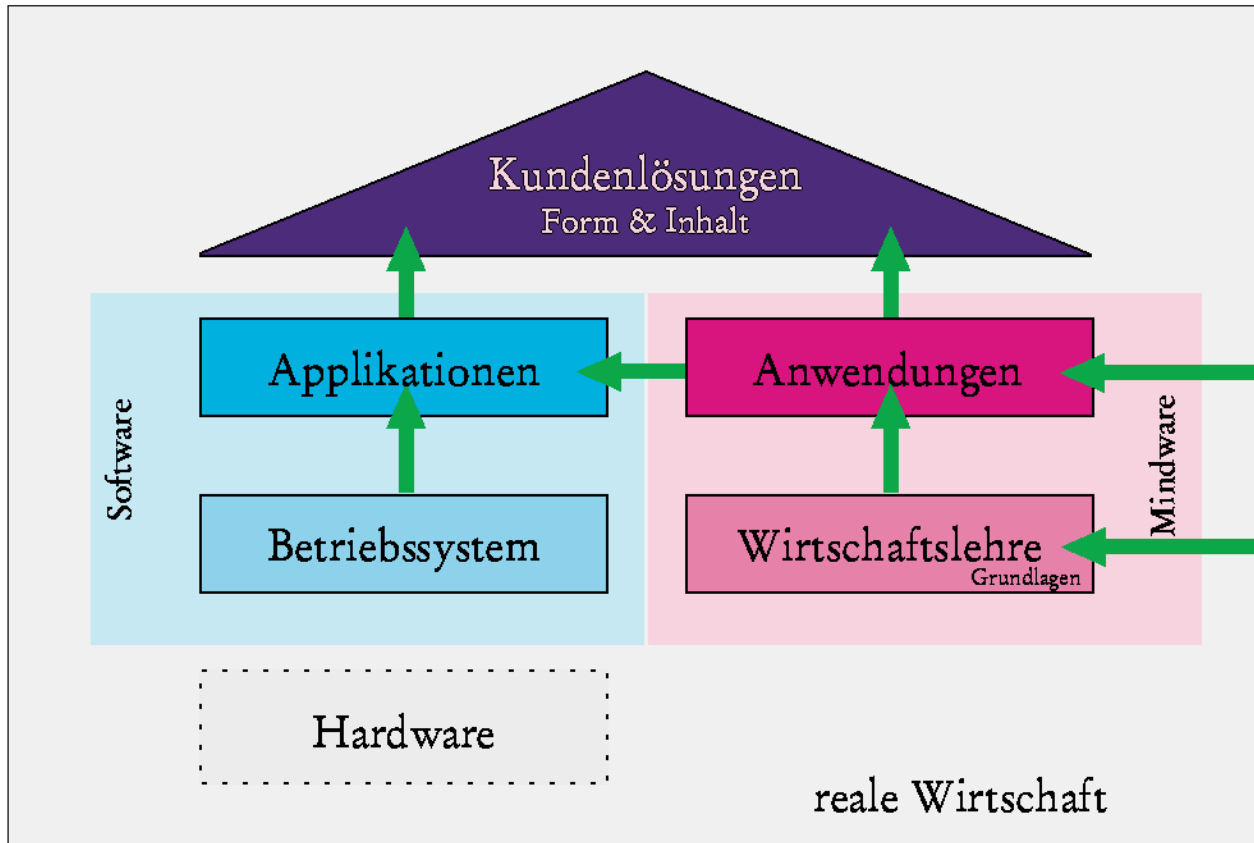 Kundenlösungen
Form & Inhalt
Software
Applikationen
Anwendungen
Mindware
Betriebssystem
Wirtschaftslehre
Grundlagen
Hardware
reale Wirtschaft